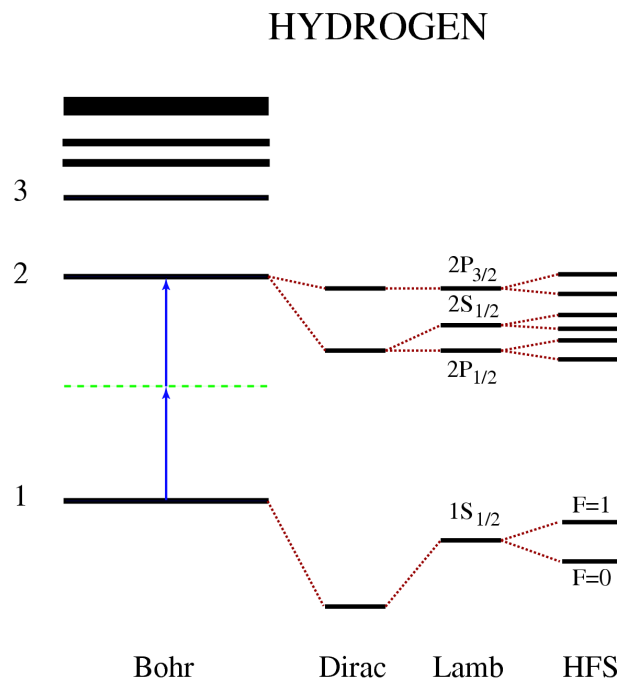 HYDROGEN
3
2
2P3/2
2S1/2
2P1/2
1
1S1/2
F=1
F=0
Bohr Dirac Lamb HFS